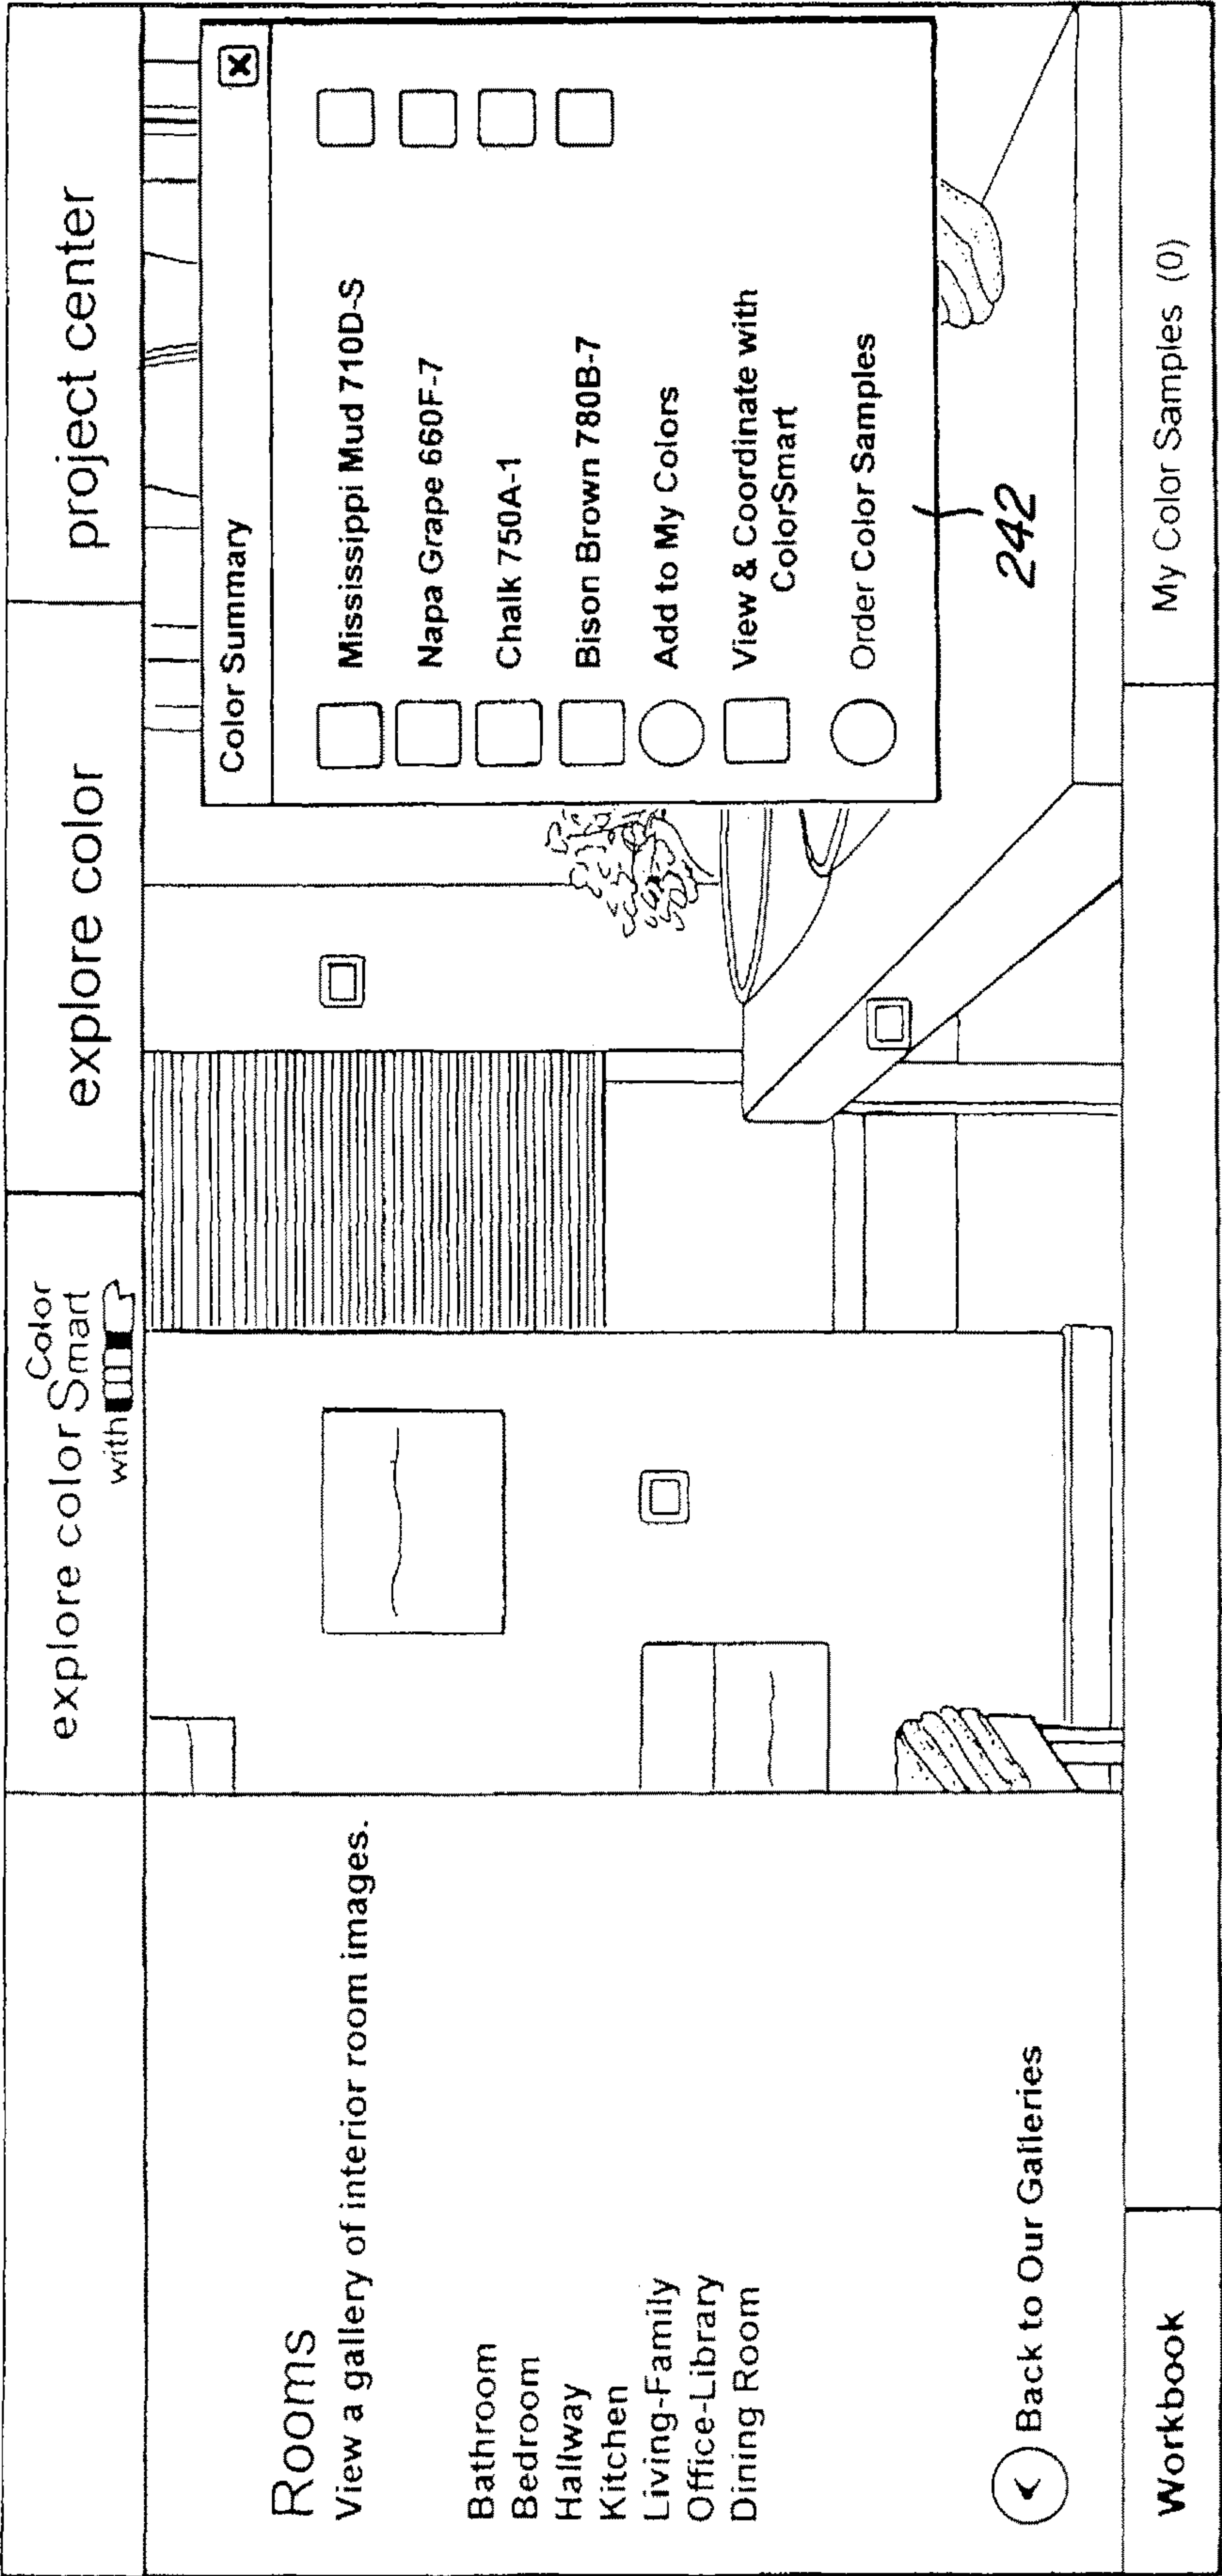 explore color
Color
Smart
with
explore color
project center
Rooms
View a gallery of interior room images.
Bathroom
Bedroom
Hallway
Kitchen
Living-Family
Office-Library
Dining Room
Back to Our Galleries
Color Summary
Mississippi Mud 710D-S
Napa Grape 660F-7
Chalk 750A-1
Bison Brown 780B-7
Add to My Colors
View & Coordinate with
ColorSmart
Order Color Samples
242
Workbook
My Color Samples (0)